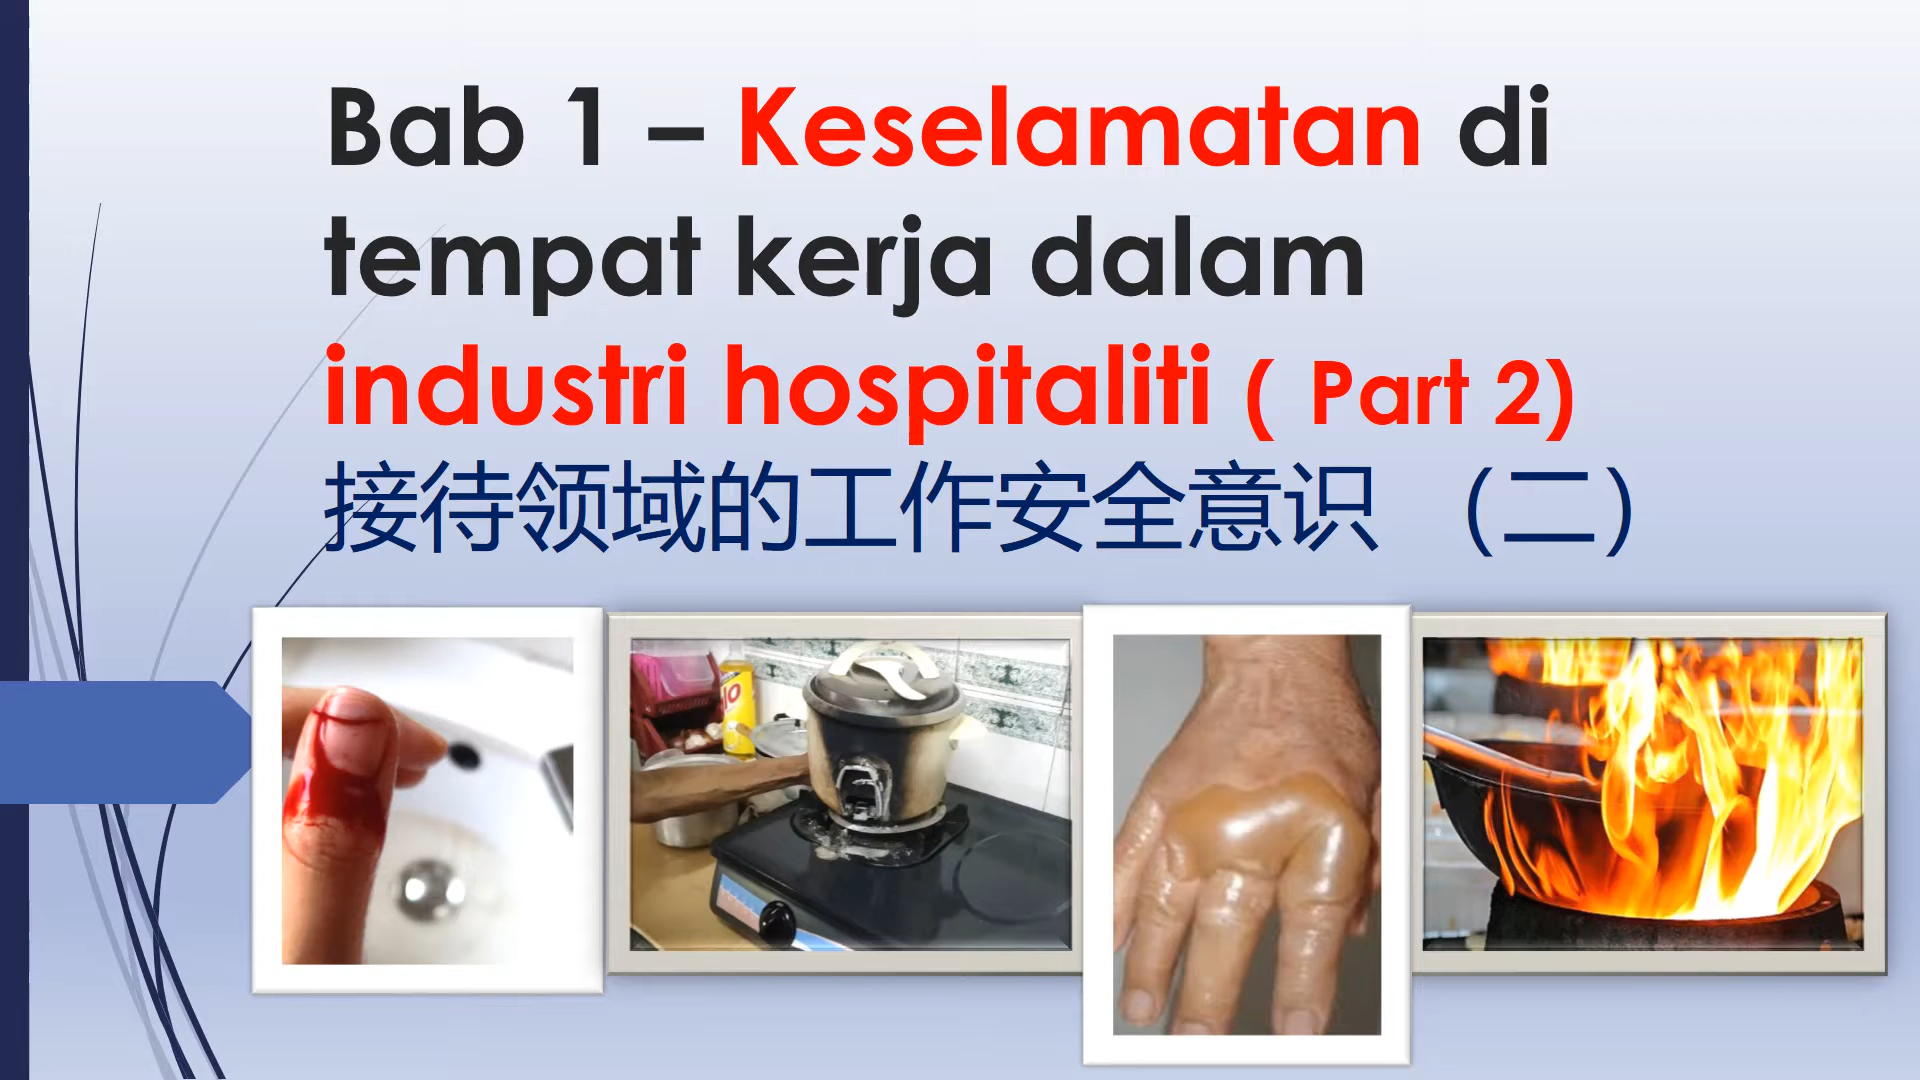 Bab 1 – Keselamatan di
tempat kerja dalam
industri hospitaliti ( Part 2)
接待领域的工作安全意识 （二）